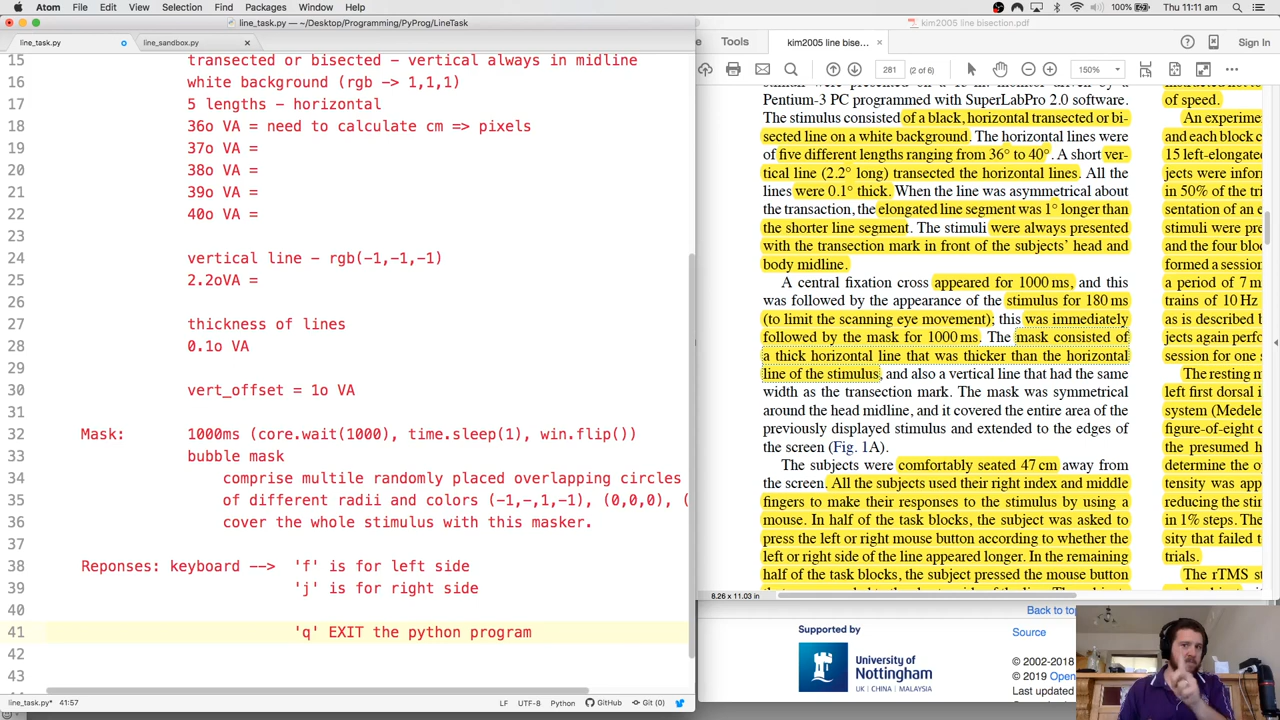 Atom File Edit View Selection Find Packages Window Help
100% Thu 11:11 am
line_task.py — ~/Desktop/Programming/PyProg/LineTask
line_task.py
line_sandbox.py
15 transected or bisected - vertical always in midline
16 white background (rgb -> 1,1,1)
17 5 lengths - horizontal
18 36o VA = need to calculate cm => pixels
19 37o VA =
20 38o VA =
21 39o VA =
22 40o VA =
23
24 vertical line - rgb(-1,-1,-1)
25 2.2oVA =
26
27 thickness of lines
28 0.1o VA
29
30 vert_offset = 1o VA
31
32 Mask: 1000ms (core.wait(1000), time.sleep(1), win.flip())
33 bubble mask
34 comprise multile randomly placed overlapping circles
35 of different radii and colors (-1,-,1,-1), (0,0,0), (
36 cover the whole stimulus with this masker.
37
38 Reponses: keyboard --> 'f' is for left side
39 'j' is for right side
40
41 'q' EXIT the python program
42
43
line_task.py* 41:57
LF UTF-8 Python GitHub Git (0)
kim2005 line bisection.pdf
Tools
kim2005 line bise...
Sign In
281 (2 of 6)
150%
Pentium-3 PC programmed with SuperLabPro 2.0 software.
The stimulus consisted of a black, horizontal transected or bi-
sected line on a white background. The horizontal lines were
of five different lengths ranging from 36° to 40°. A short ver-
tical line (2.2° long) transected the horizontal lines. All the
lines were 0.1° thick. When the line was asymmetrical about
the transaction, the elongated line segment was 1° longer than
the shorter line segment. The stimuli were always presented
with the transection mark in front of the subjects' head and
body midline.
A central fixation cross appeared for 1000 ms, and this
was followed by the appearance of the stimulus for 180 ms
(to limit the scanning eye movement); this was immediately
followed by the mask for 1000 ms. The mask consisted of
a thick horizontal line that was thicker than the horizontal
line of the stimulus, and also a vertical line that had the same
width as the transection mark. The mask was symmetrical
around the head midline, and it covered the entire area of the
previously displayed stimulus and extended to the edges of
the screen (Fig. 1A).
The subjects were comfortably seated 47 cm away from
the screen. All the subjects used their right index and middle
fingers to make their responses to the stimulus by using a
mouse. In half of the task blocks, the subject was asked to
press the left or right mouse button according to whether the
left or right side of the line appeared longer. In the remaining
half of the task blocks, the subject pressed the mouse button
of speed.
An experimen
and each block c
15 left-elongate
jects were infor
in 50% of the tri
sentation of an e
stimuli were pre
and the four bloc
formed a session
a period of 7 m
trains of 10 Hz
as is described b
jects again perfo
session for one s
The resting m
left first dorsal i
system (Medele
figure-of-eight c
the presumed h
determine the o
tensity was app
reducing the stir
in 1% steps. The
sity that failed t
trials.
The rTMS st
8.26 x 11.03 in
Supported by
University of
Nottingham
UK | CHINA | MALAYSIA
Back to top
Source
© 2002-2018
© 2019 Open
Last updated